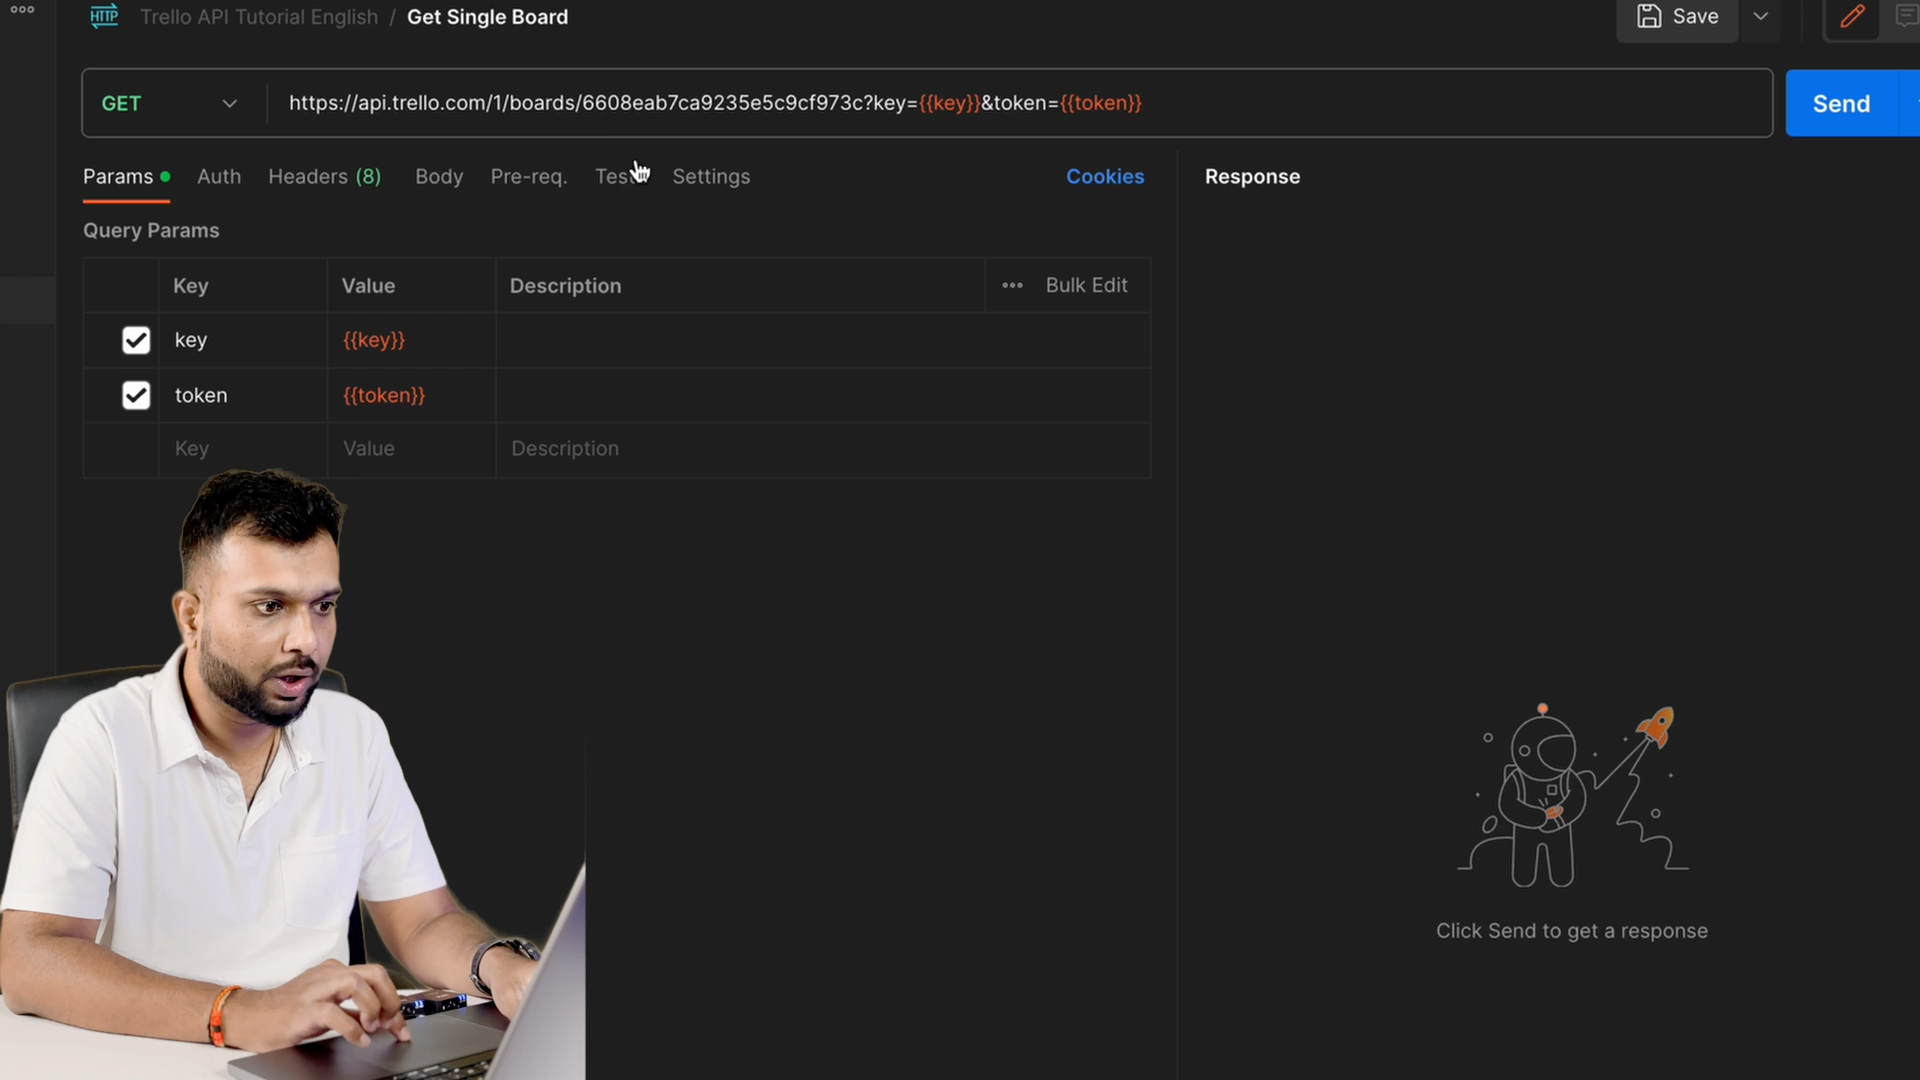 HTTP Trello API Tutorial English / Get Single Board Save
GET https://api.trello.com/1/boards/6608eab7ca9235e5c9cf973c?key={{key}}&token={{token}} Send
Params Auth Headers (8) Body Pre-req. Settings Cookies Response
Query Params
Key Value Description Bulk Edit
key {{key}}
token {{token}}
Key Value Description
Click Send to get a response